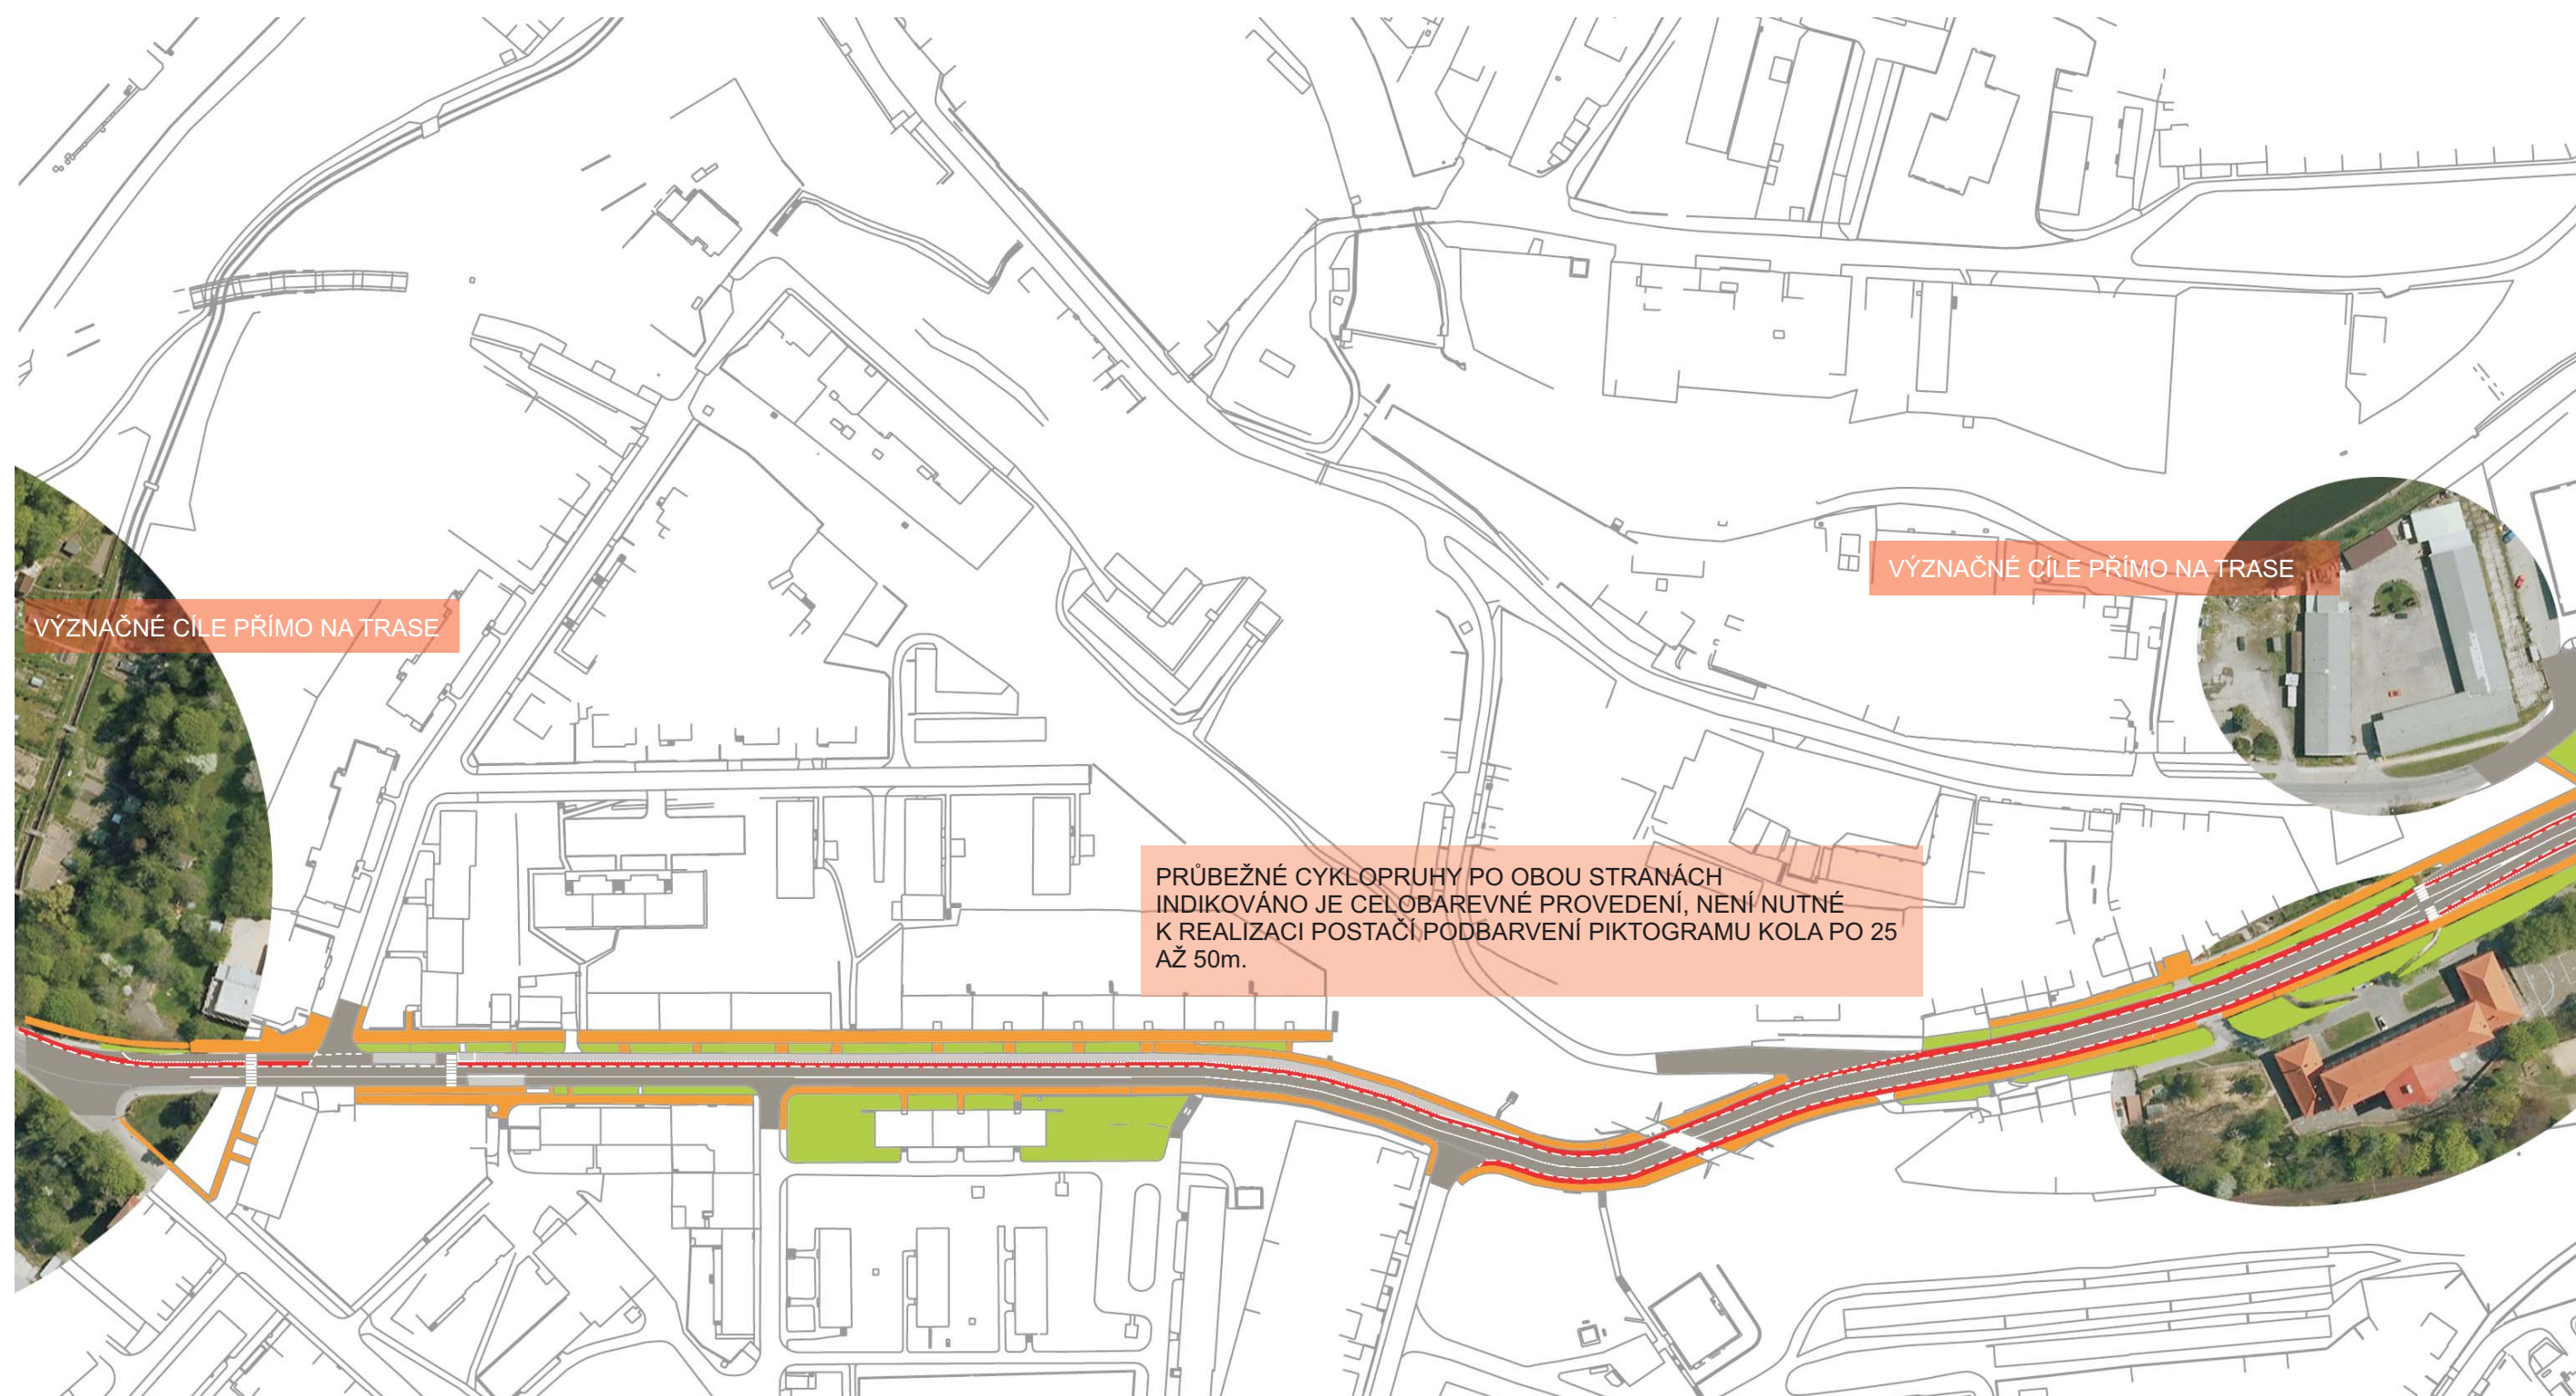 VÝZNAČNÉ CÍLE PŘÍMO NA TRASE
VÝZNAČNÉ CÍLE PŘÍMO NA TRASE
PRŮBEŽNÉ CYKLOPRUHY PO OBOU STRANÁCH
INDIKOVÁNO JE CELOBAREVNÉ PROVEDENÍ, NENÍ NUTNÉ
K REALIZACI POSTAČÍ PODBARVENÍ PIKTOGRAMU KOLA PO 25
AŽ 50m.